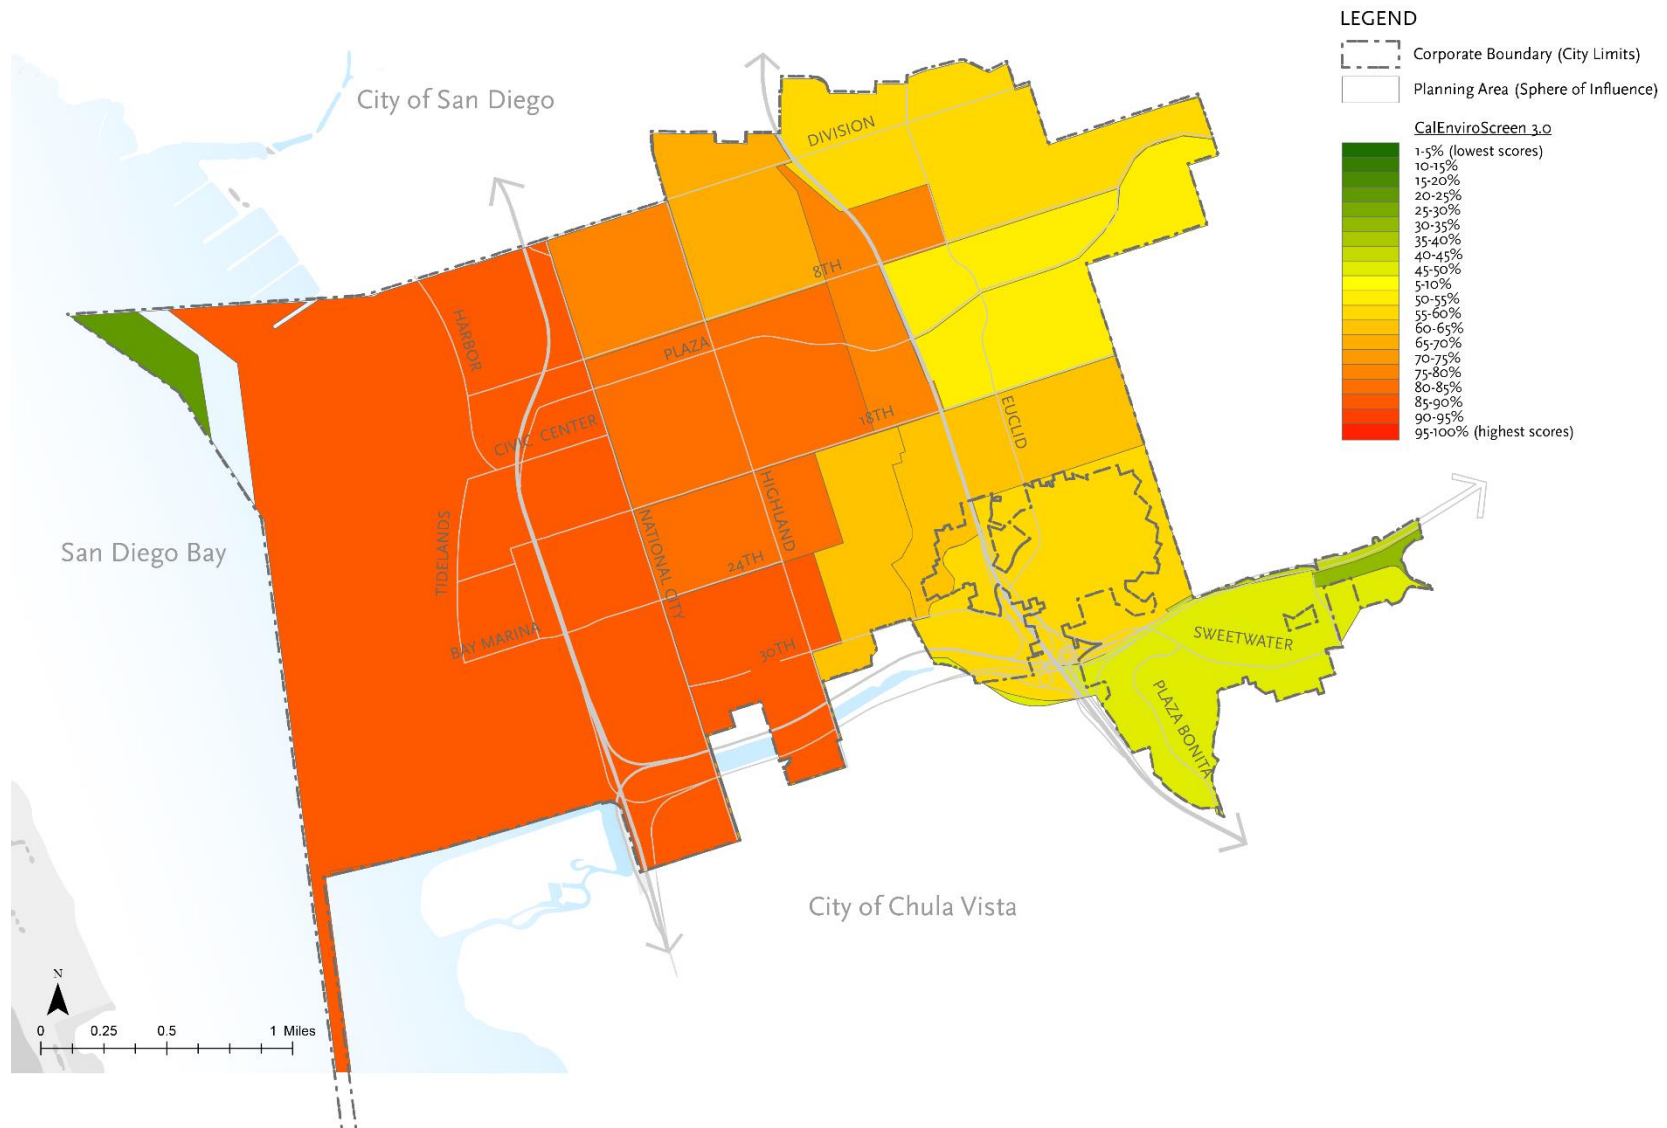 LEGEND
Corporate Boundary (City Limits)
Planning Area (Sphere of Influence)
CalEnviroScreen 3.0
1-5% (lowest scores)
10-15%
15-20%
20-25%
25-30%
30-35%
35-40%
40-45%
45-50%
5-10%
50-55%
55-60%
60-65%
65-70%
70-75%
75-80%
80-85%
85-90%
90-95%
95-100% (highest scores)
City of San Diego
DIVISION
8TH
HARBOR
PLAZA
18TH
EUCLID
CIVIC CENTER
HIGHLAND
TIDELANDS
NATIONAL CITY
24TH
San Diego Bay
BAY MARINA
30TH
SWEETWATER
PLAZA BONITA
City of Chula Vista
N
0 0.25 0.5 1 Miles